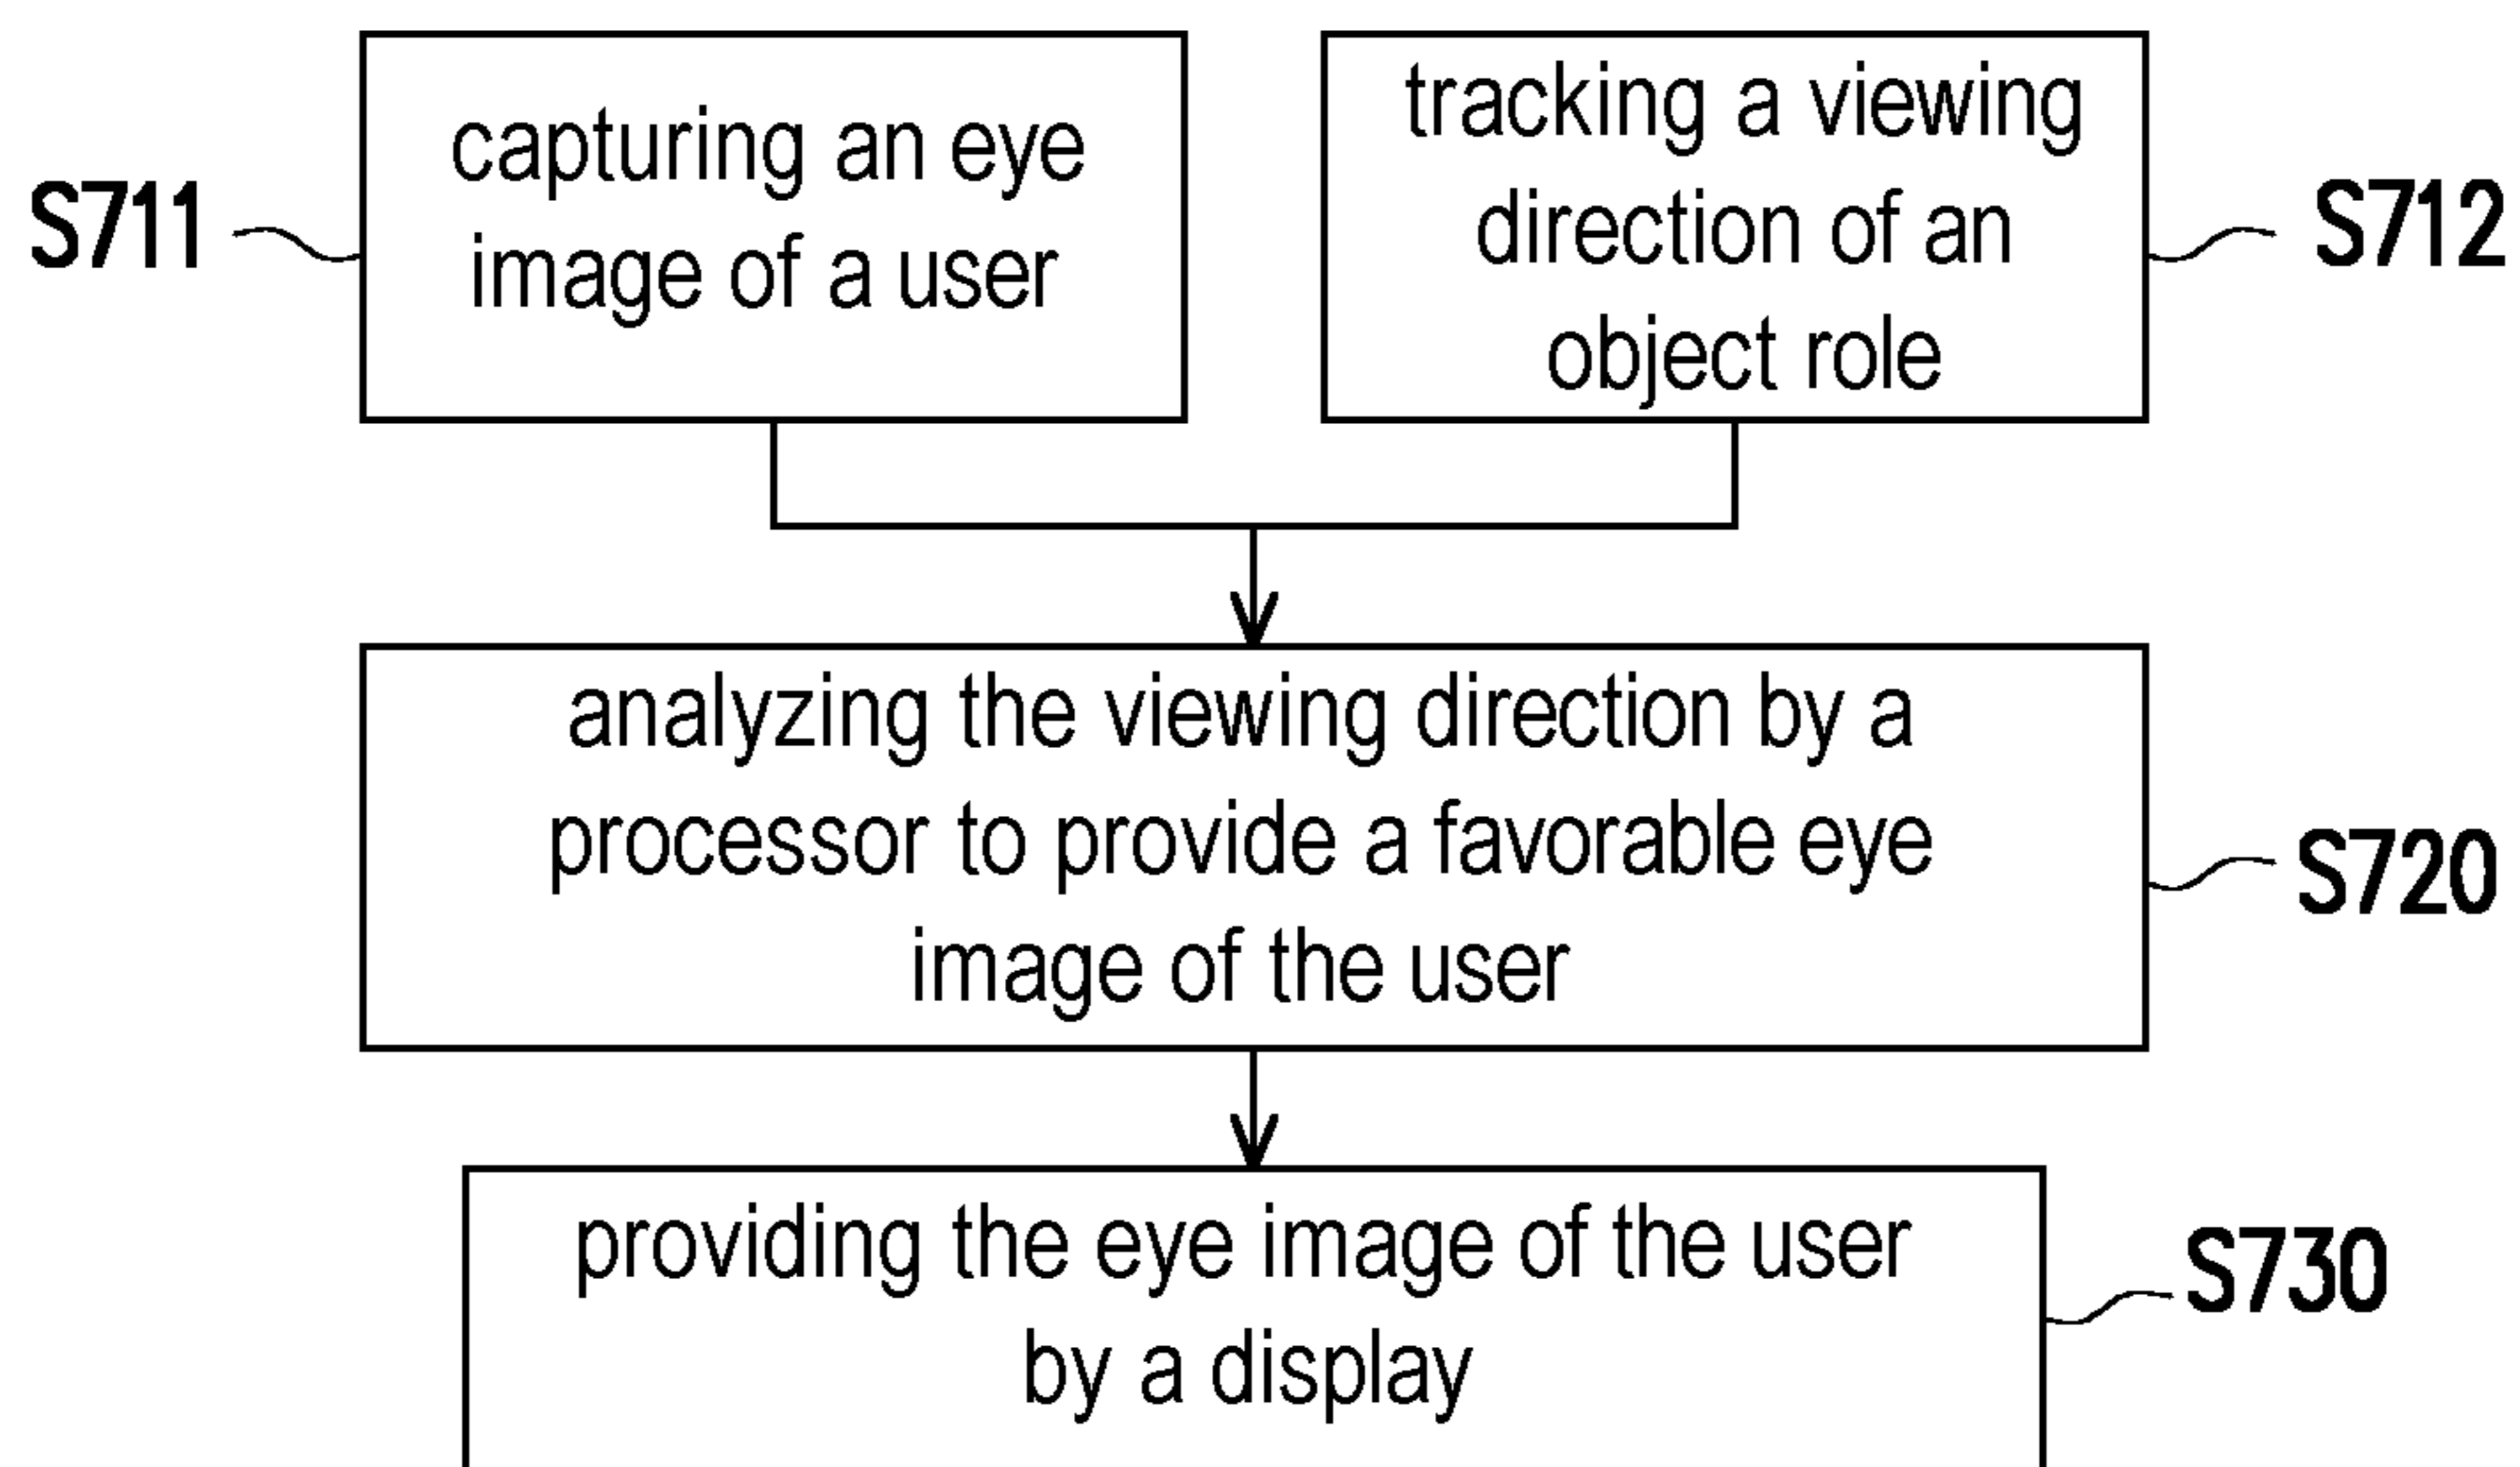 S711
capturing an eye
image of a user
tracking a viewing
direction of an
object role
S712
analyzing the viewing direction by a
processor to provide a favorable eye
image of the user
S720
providing the eye image of the user
by a display
S730